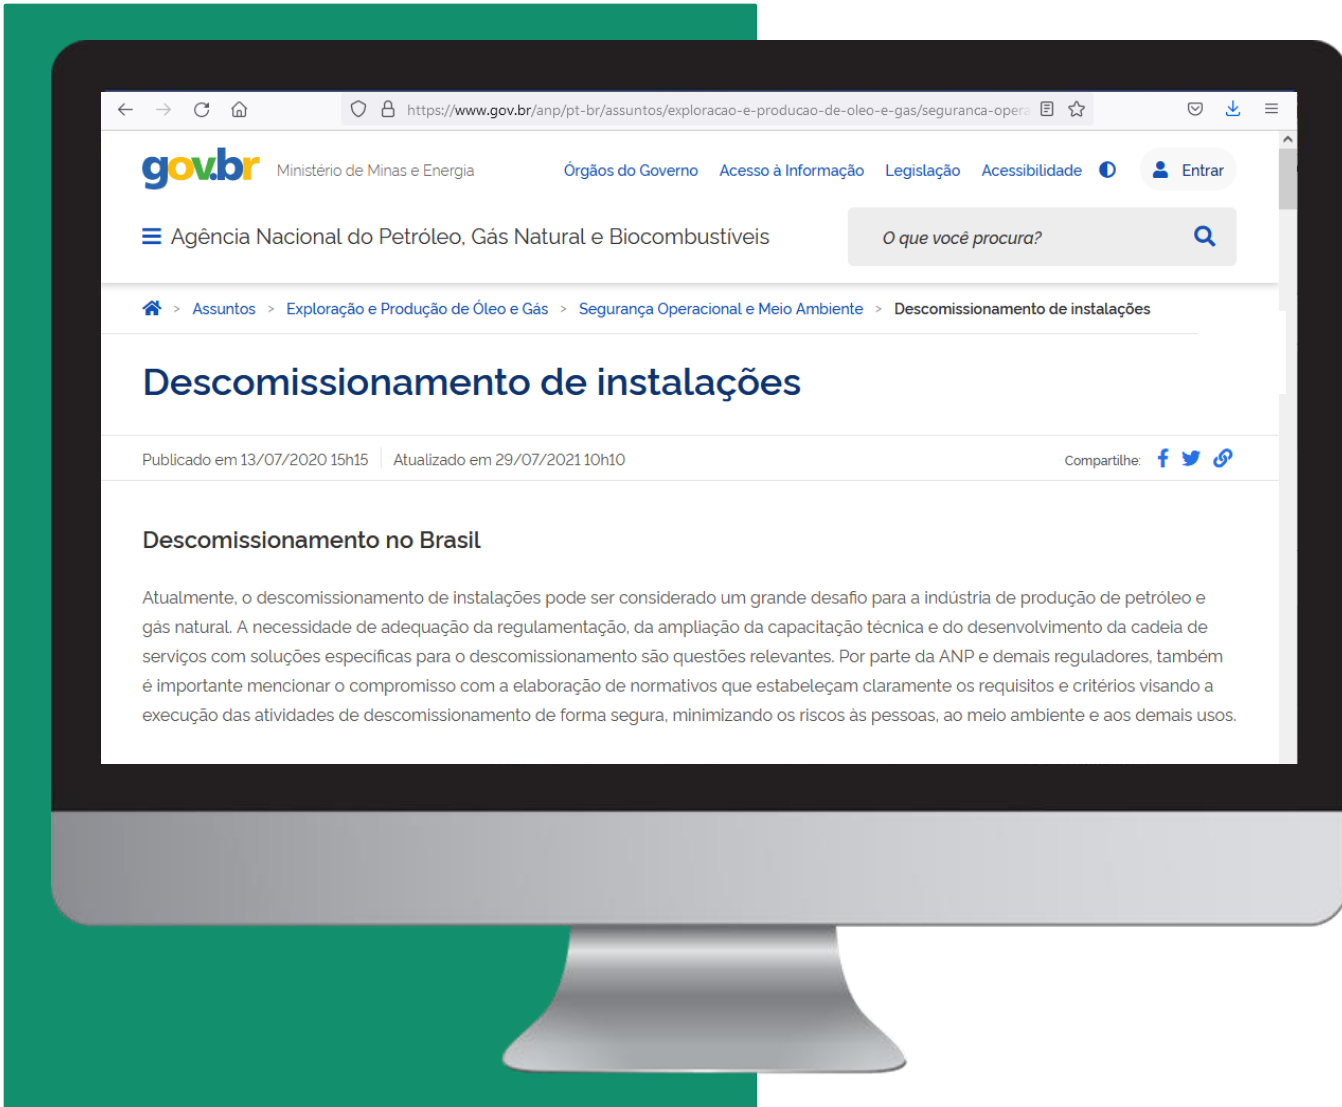 https://www.gov.br/anp/pt-br/assuntos/exploracao-e-producao-de-oleo-e-gas/seguranca-opera
gov.br Ministério de Minas e Energia Órgãos do Governo Acesso à Informação Legislação Acessibilidade Entrar
Agência Nacional do Petróleo, Gás Natural e Biocombustíveis O que você procura?
> Assuntos > Exploração e Produção de Óleo e Gás > Segurança Operacional e Meio Ambiente > Descomissionamento de instalações
Descomissionamento de instalações
Publicado em 13/07/2020 15h15 Atualizado em 29/07/2021 10h10 Compartilhe:
Descomissionamento no Brasil
Atualmente, o descomissionamento de instalações pode ser considerado um grande desafio para a indústria de produção de petróleo e
gás natural. A necessidade de adequação da regulamentação, da ampliação da capacitação técnica e do desenvolvimento da cadeia de
serviços com soluções específicas para o descomissionamento são questões relevantes. Por parte da ANP e demais reguladores, também
é importante mencionar o compromisso com a elaboração de normativos que estabeleçam claramente os requisitos e critérios visando a
execução das atividades de descomissionamento de forma segura, minimizando os riscos às pessoas, ao meio ambiente e aos demais usos.